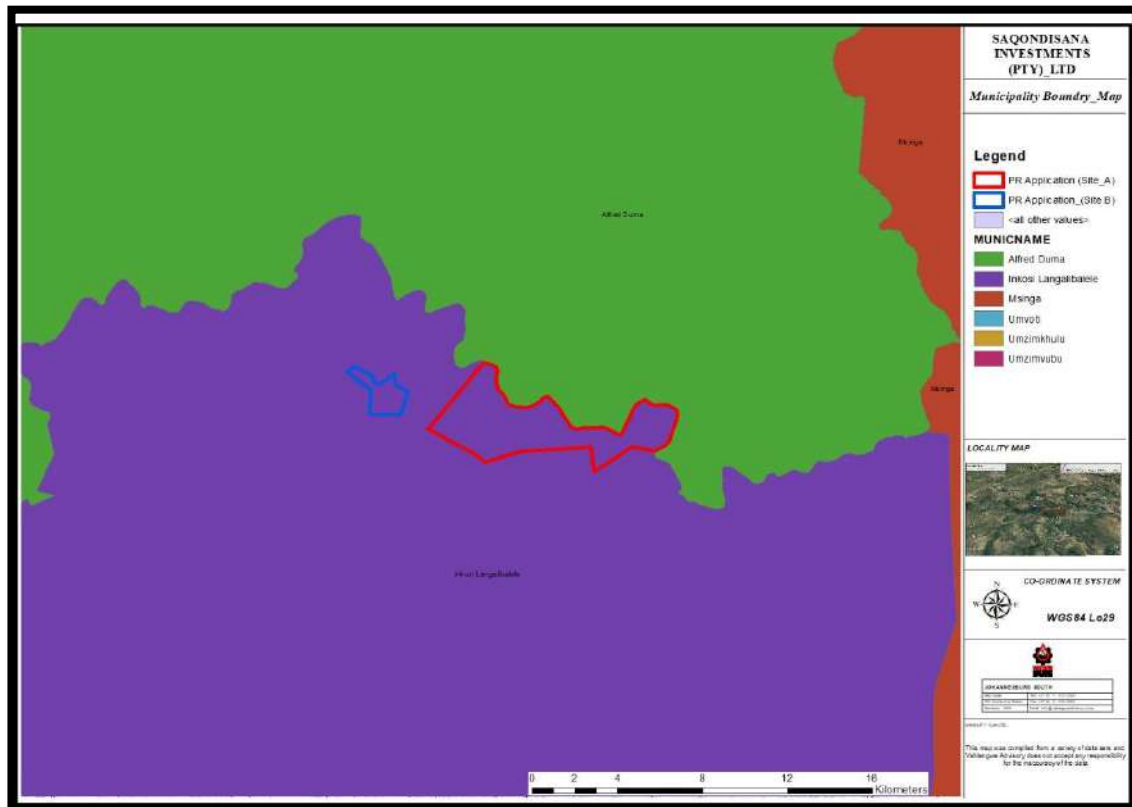 SAQONDISANA
INVESTMENTS
(PTY)_LTD
Municipality Boundry_Map
Legend
PR Application (Site_A)
PR Application_(Site B)
<all other values>
MUNICNAME
Alfred Duma
Inkosi Langalibalele
Msinga
Umvoti
Umzimkhulu
Umzimvubu
Msinga
Alfred Duma
Msinga
Inkosi Langalibalele
LOCALITY MAP
CO-ORDINATE SYSTEM
N
W
E
S
WGS84 Lo29
JOHANNESBURG SOUTH
This map was compiled from a variety of data sets and
Advisory does not accept any responsibility
for the inaccuracy of the data
0 2 4 8 12 16
Kilometers